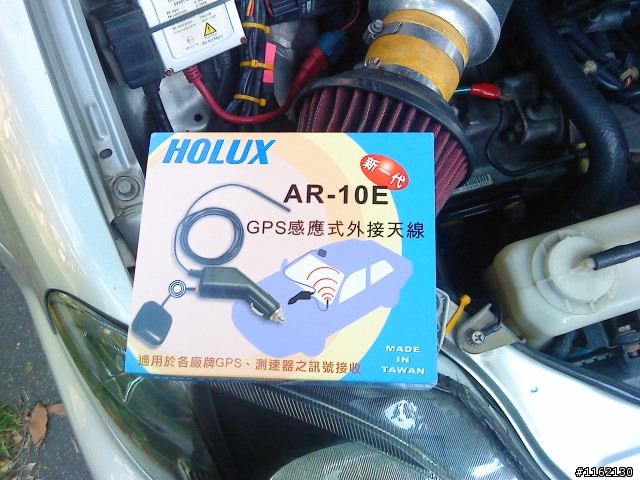 HOLUX
新一代
AR-10E
GPS感應式外接天線
MADE
IN
TAIWAN
適用於各廠牌GPS、測速器之訊號接收
#1162130